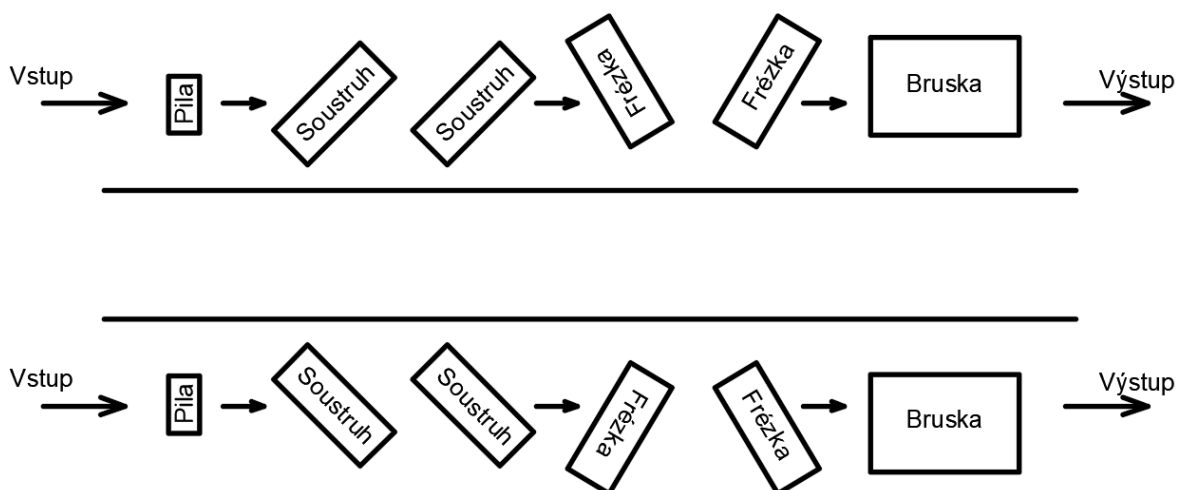 Vstup
Pila
Soustruh
Soustruh
Frézka
Frézka
Bruska
Výstup
Vstup
Pila
Soustruh
Soustruh
Frézka
Frézka
Bruska
Výstup